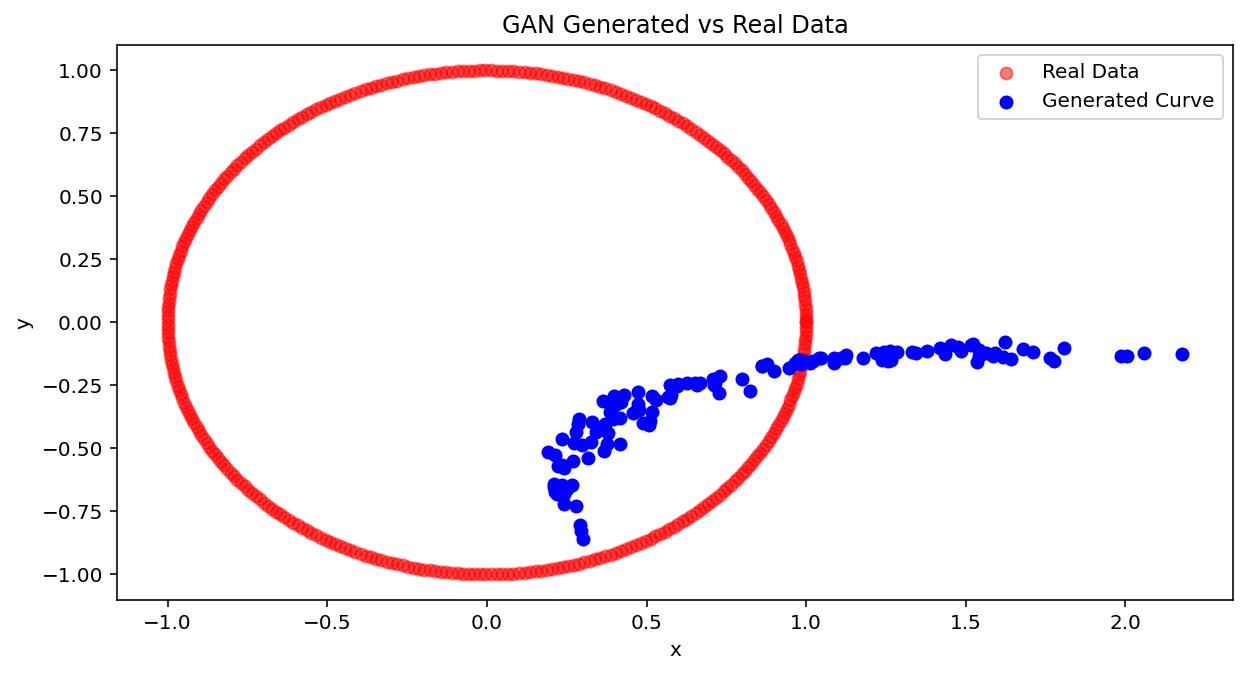 GAN Generated vs Real Data
Real Data
Generated Curve
1.00
0.75
0.50
0.25
0.00
−0.25
−0.50
−0.75
−1.00
y
−1.0 −0.5 0.0 0.5 1.0 1.5 2.0
x